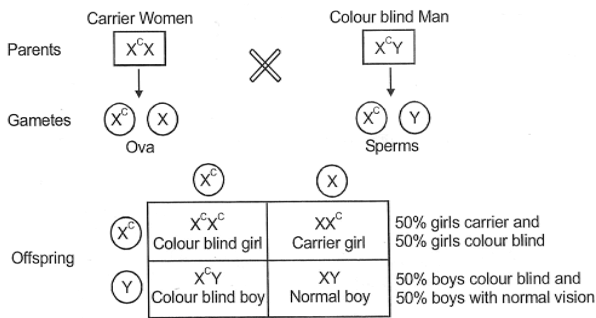 Carrier Women Colour blind Man
Parents XᶜX XᶜY
Gametes Xᶜ X Xᶜ Y
Ova Sperms
Xᶜ X
Xᶜ XᶜXᶜ XXᶜ 50% girls carrier and
Colour blind girl Carrier girl 50% girls colour blind
Offspring
Y XᶜY XY 50% boys colour blind and
Colour blind boy Normal boy 50% boys with normal vision